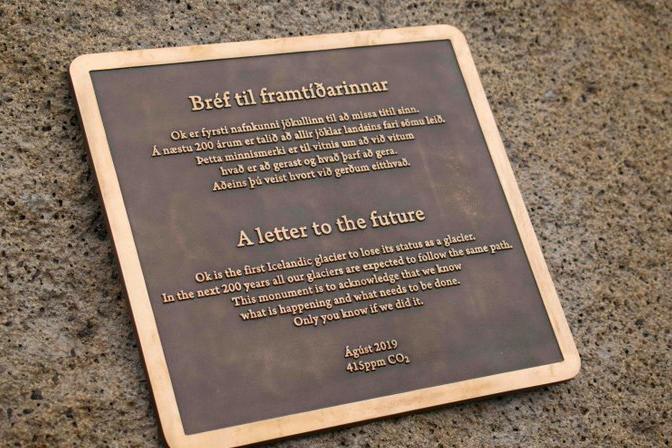 Bréf til framtíðarinnar
Ok er fyrsti nafnkunni jökullinn til að missa titil sinn.
Á næstu 200 árum er talið að allir jöklar landsins fari sömu leið.
Þetta minnismerki er til vitnis um að við vitum
hvað er að gerast og hvað þarf að gera.
Aðeins þú veist hvort við gerðum eitthvað.
A letter to the future
Ok is the first Icelandic glacier to lose its status as a glacier.
In the next 200 years all our glaciers are expected to follow the same path.
This monument is to acknowledge that we know
what is happening and what needs to be done.
Only you know if we did it.
Ágúst 2019
415ppm CO₂